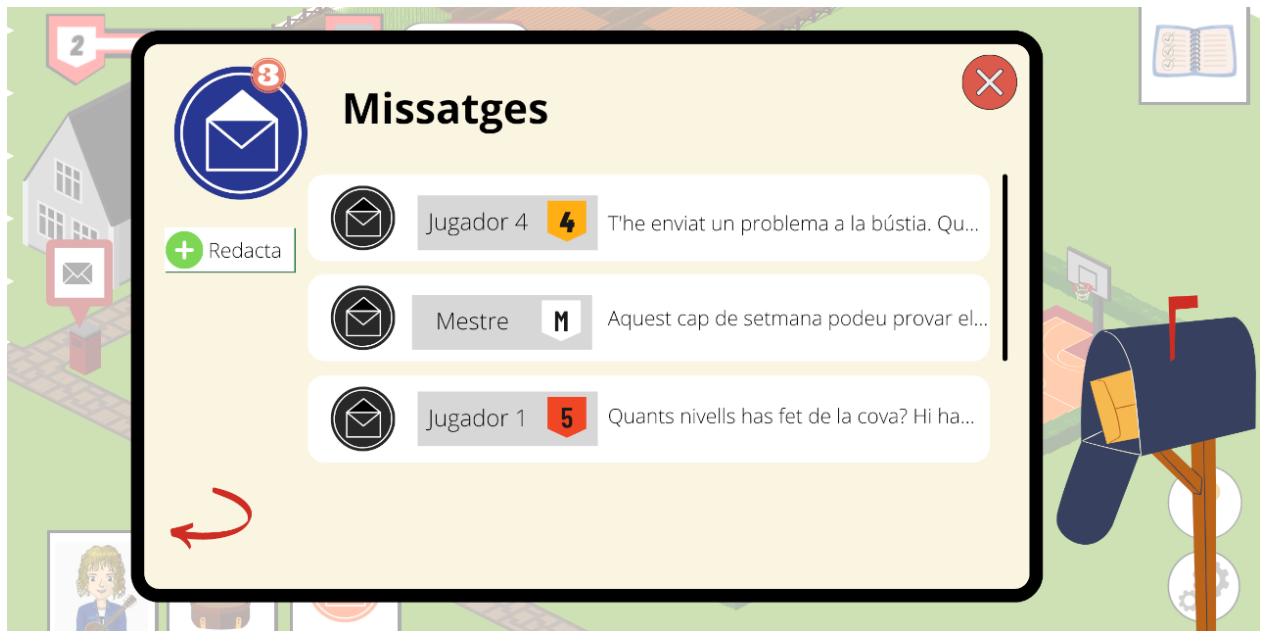 2
3
Missatges
Redacta
Jugador 4 4 T'he enviat un problema a la bústia. Qu...
Mestre M Aquest cap de setmana podeu provar el...
Jugador 1 5 Quants nivells has fet de la cova? Hi ha...